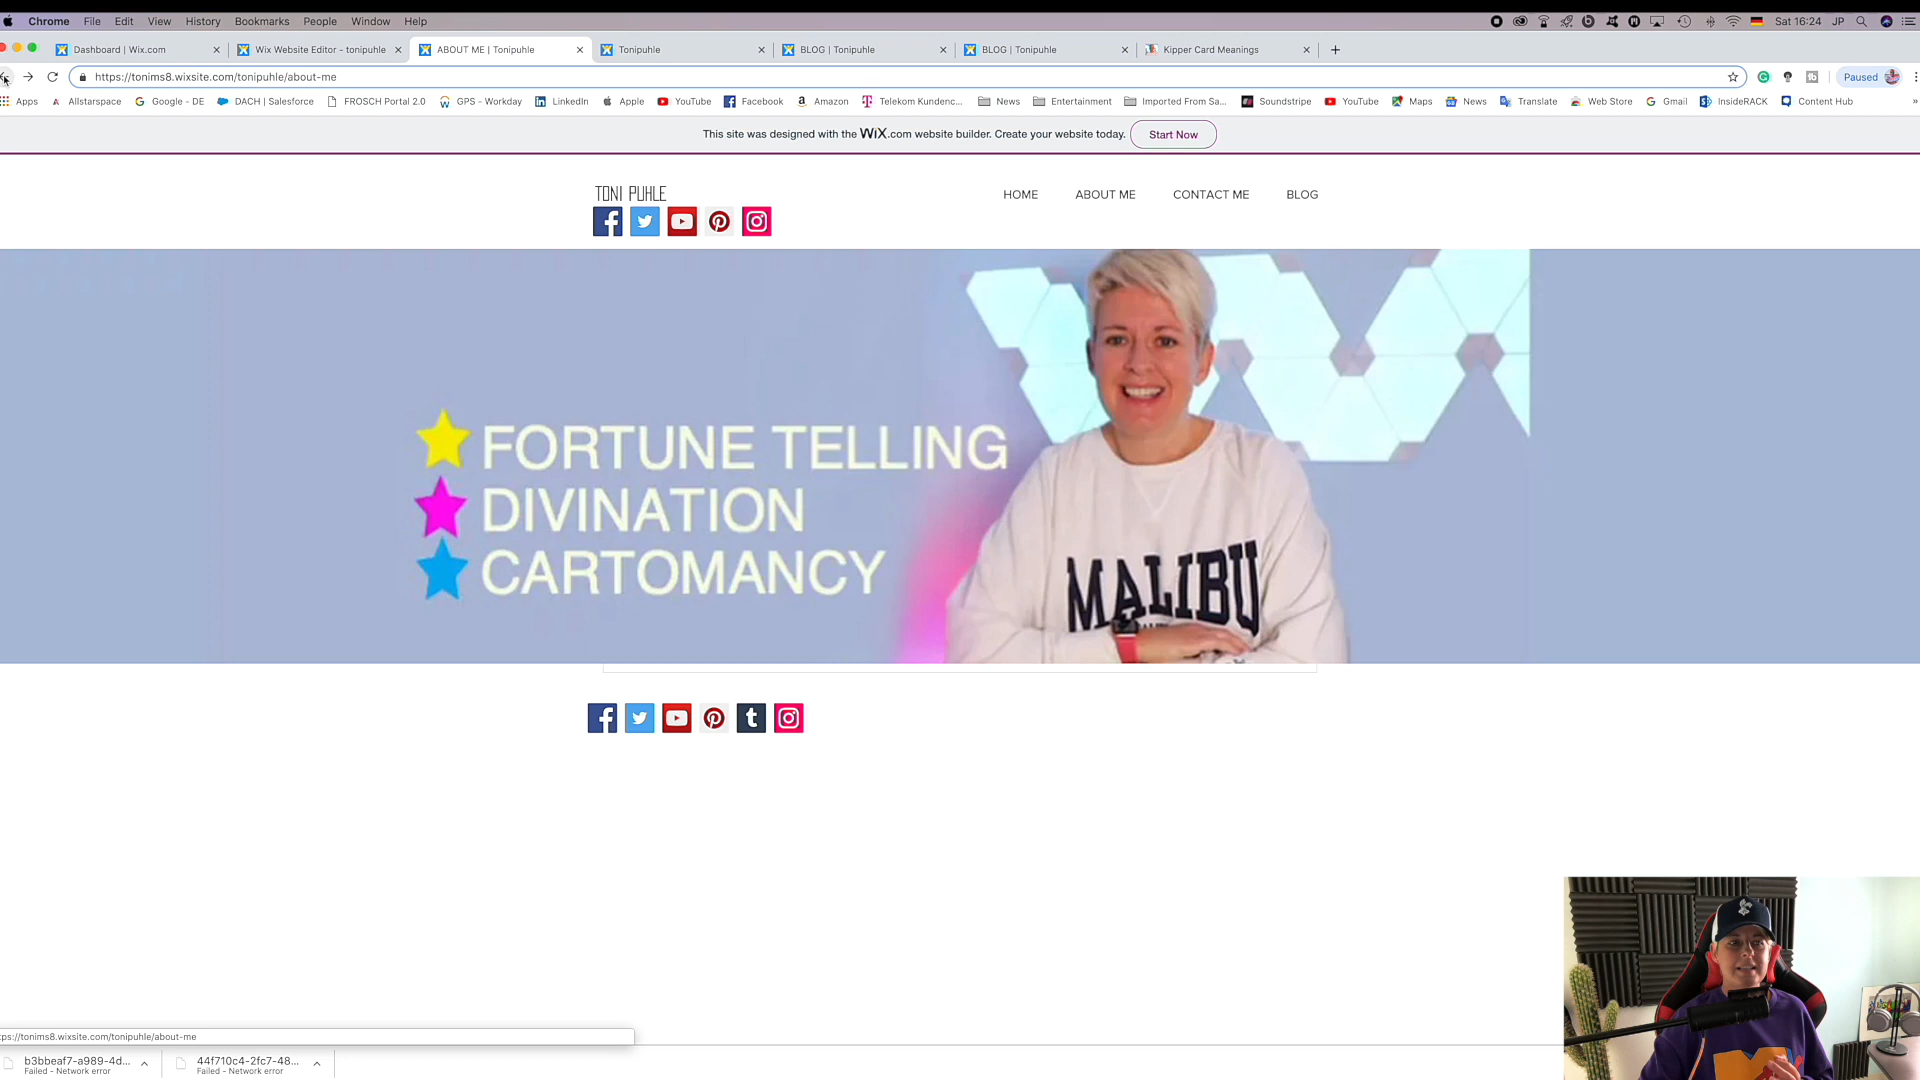 Chrome File Edit View History Bookmarks People Window Help
Sat 16:24 JP
Dashboard | Wix.com
Wix Website Editor - tonipuhle
ABOUT ME | Tonipuhle
Tonipuhle
BLOG | Tonipuhle
BLOG | Tonipuhle
Kipper Card Meanings
https://tonims8.wixsite.com/tonipuhle/about-me
Paused
Apps Allstarspace Google - DE DACH | Salesforce FROSCH Portal 2.0 GPS - Workday LinkedIn Apple YouTube Facebook Amazon Telekom Kundenc... News Entertainment Imported From Sa... Soundstripe YouTube Maps News Translate Web Store Gmail InsideRACK Content Hub »
This site was designed with the WiX.com website builder. Create your website today. Start Now
TONI PUHLE
HOME ABOUT ME CONTACT ME BLOG
FORTUNE TELLING
DIVINATION
CARTOMANCY
MALIBU
tps://tonims8.wixsite.com/tonipuhle/about-me
b3bbeaf7-a989-4d...
Failed - Network error
44f710c4-2fc7-48...
Failed - Network error